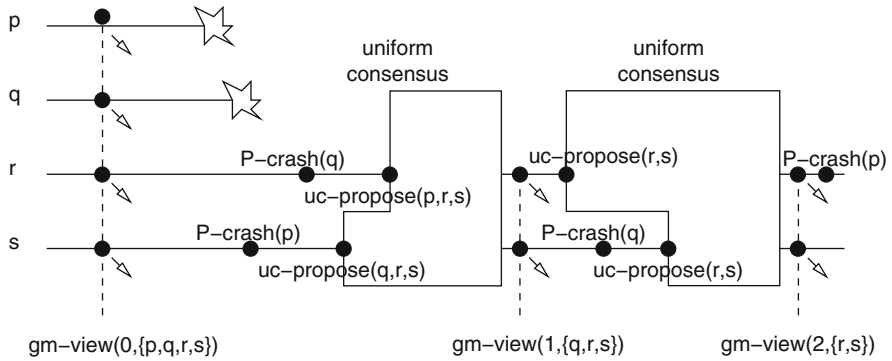 p
uniform
consensus
uniform
consensus
q
r
P-crash(q)
uc-propose(r,s)
P-crash(p)
uc-propose(p,r,s)
s
P-crash(p)
P-crash(q)
uc-propose(q,r,s)
uc-propose(r,s)
gm-view(0,{p,q,r,s})
gm-view(1,{q,r,s})
gm-view(2,{r,s})